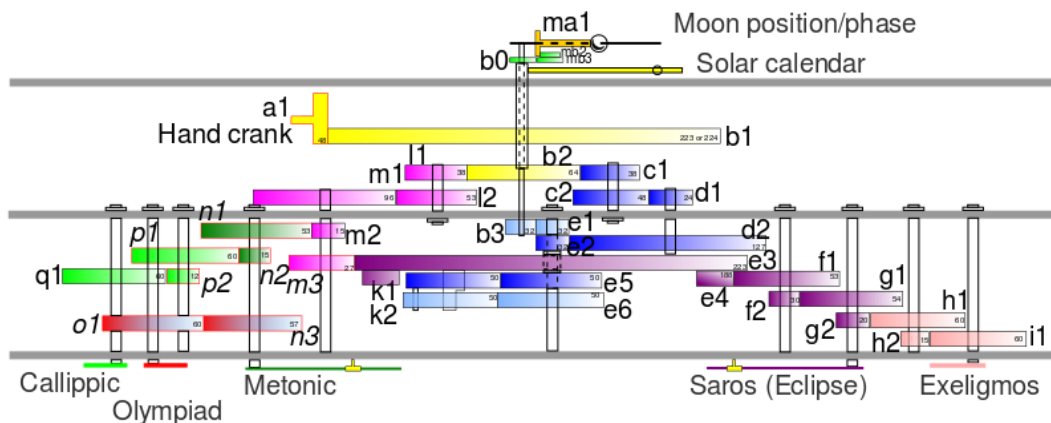 ma1
Moon position/phase
mb2
b0
mb3
Solar calendar
a1
Hand crank
48
223 or 224
b1
l1
m1
38
b2
64
38
c1
96
53
l2
c2
48
24
d1
n1
53
15
m2
b3
32
32
e1
e2
32
d2
127
p1
60
15
n2
m3
27
223
e3
q1
60
12
p2
k1
50
50
e5
e4
188
53
f1
k2
50
50
e6
f2
30
54
g1
o1
60
57
n3
g2
20
60
h1
h2
15
60
i1
Callippic
Olympiad
Metonic
Saros (Eclipse)
Exeligmos